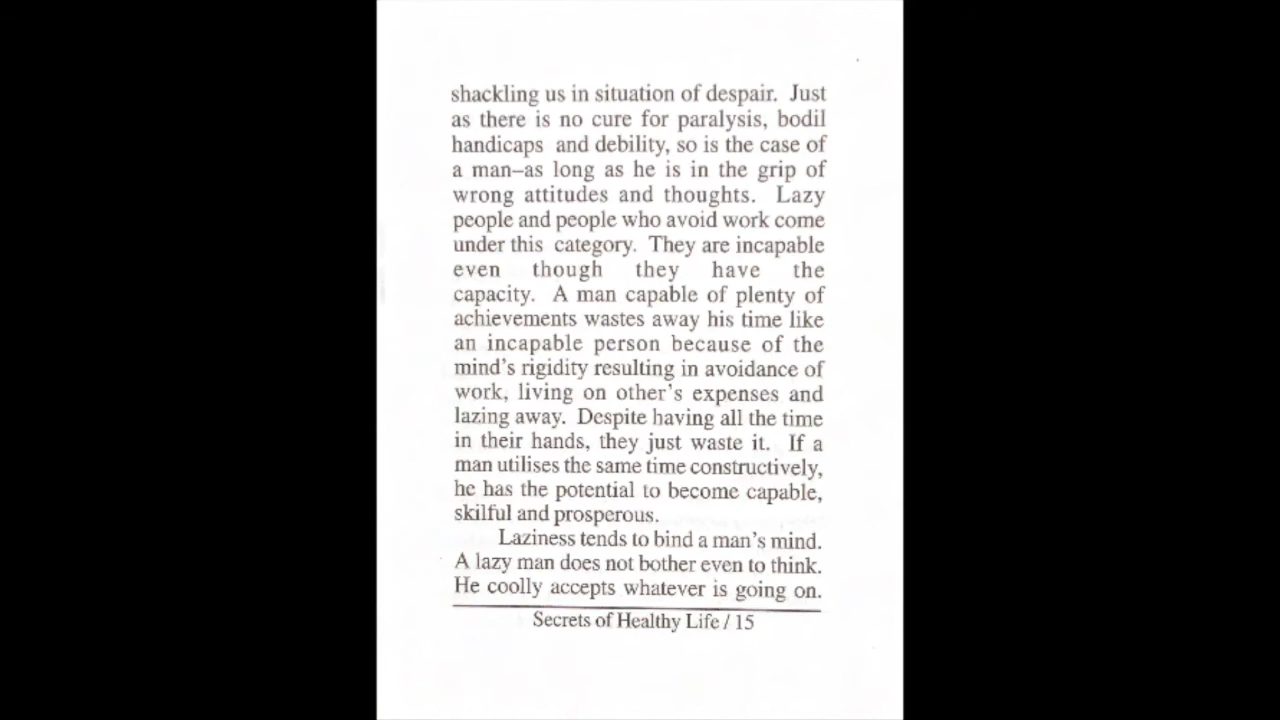 shackling us in situation of despair. Just
as there is no cure for paralysis, bodil
handicaps and debility, so is the case of
a man–as long as he is in the grip of
wrong attitudes and thoughts. Lazy
people and people who avoid work come
under this category. They are incapable
even though they have the
capacity. A man capable of plenty of
achievements wastes away his time like
an incapable person because of the
mind's rigidity resulting in avoidance of
work, living on other's expenses and
lazing away. Despite having all the time
in their hands, they just waste it. If a
man utilises the same time constructively,
he has the potential to become capable,
skilful and prosperous.
Laziness tends to bind a man's mind.
A lazy man does not bother even to think.
He coolly accepts whatever is going on.
Secrets of Healthy Life / 15